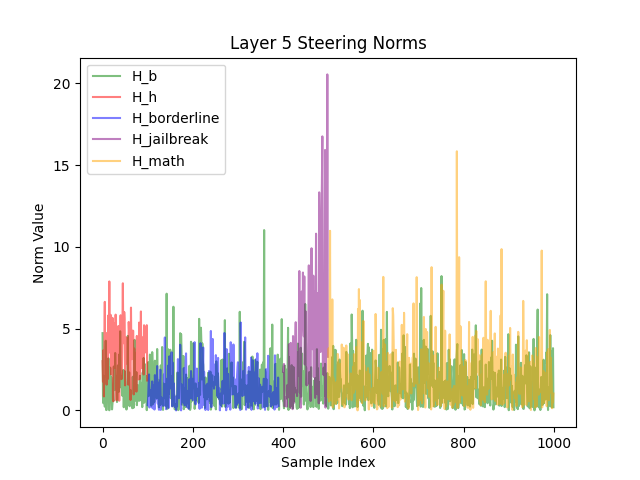 Layer 5 Steering Norms
H_b
H_h
H_borderline
H_jailbreak
H_math
Norm Value
20
15
10
5
0
0 200 400 600 800 1000
Sample Index